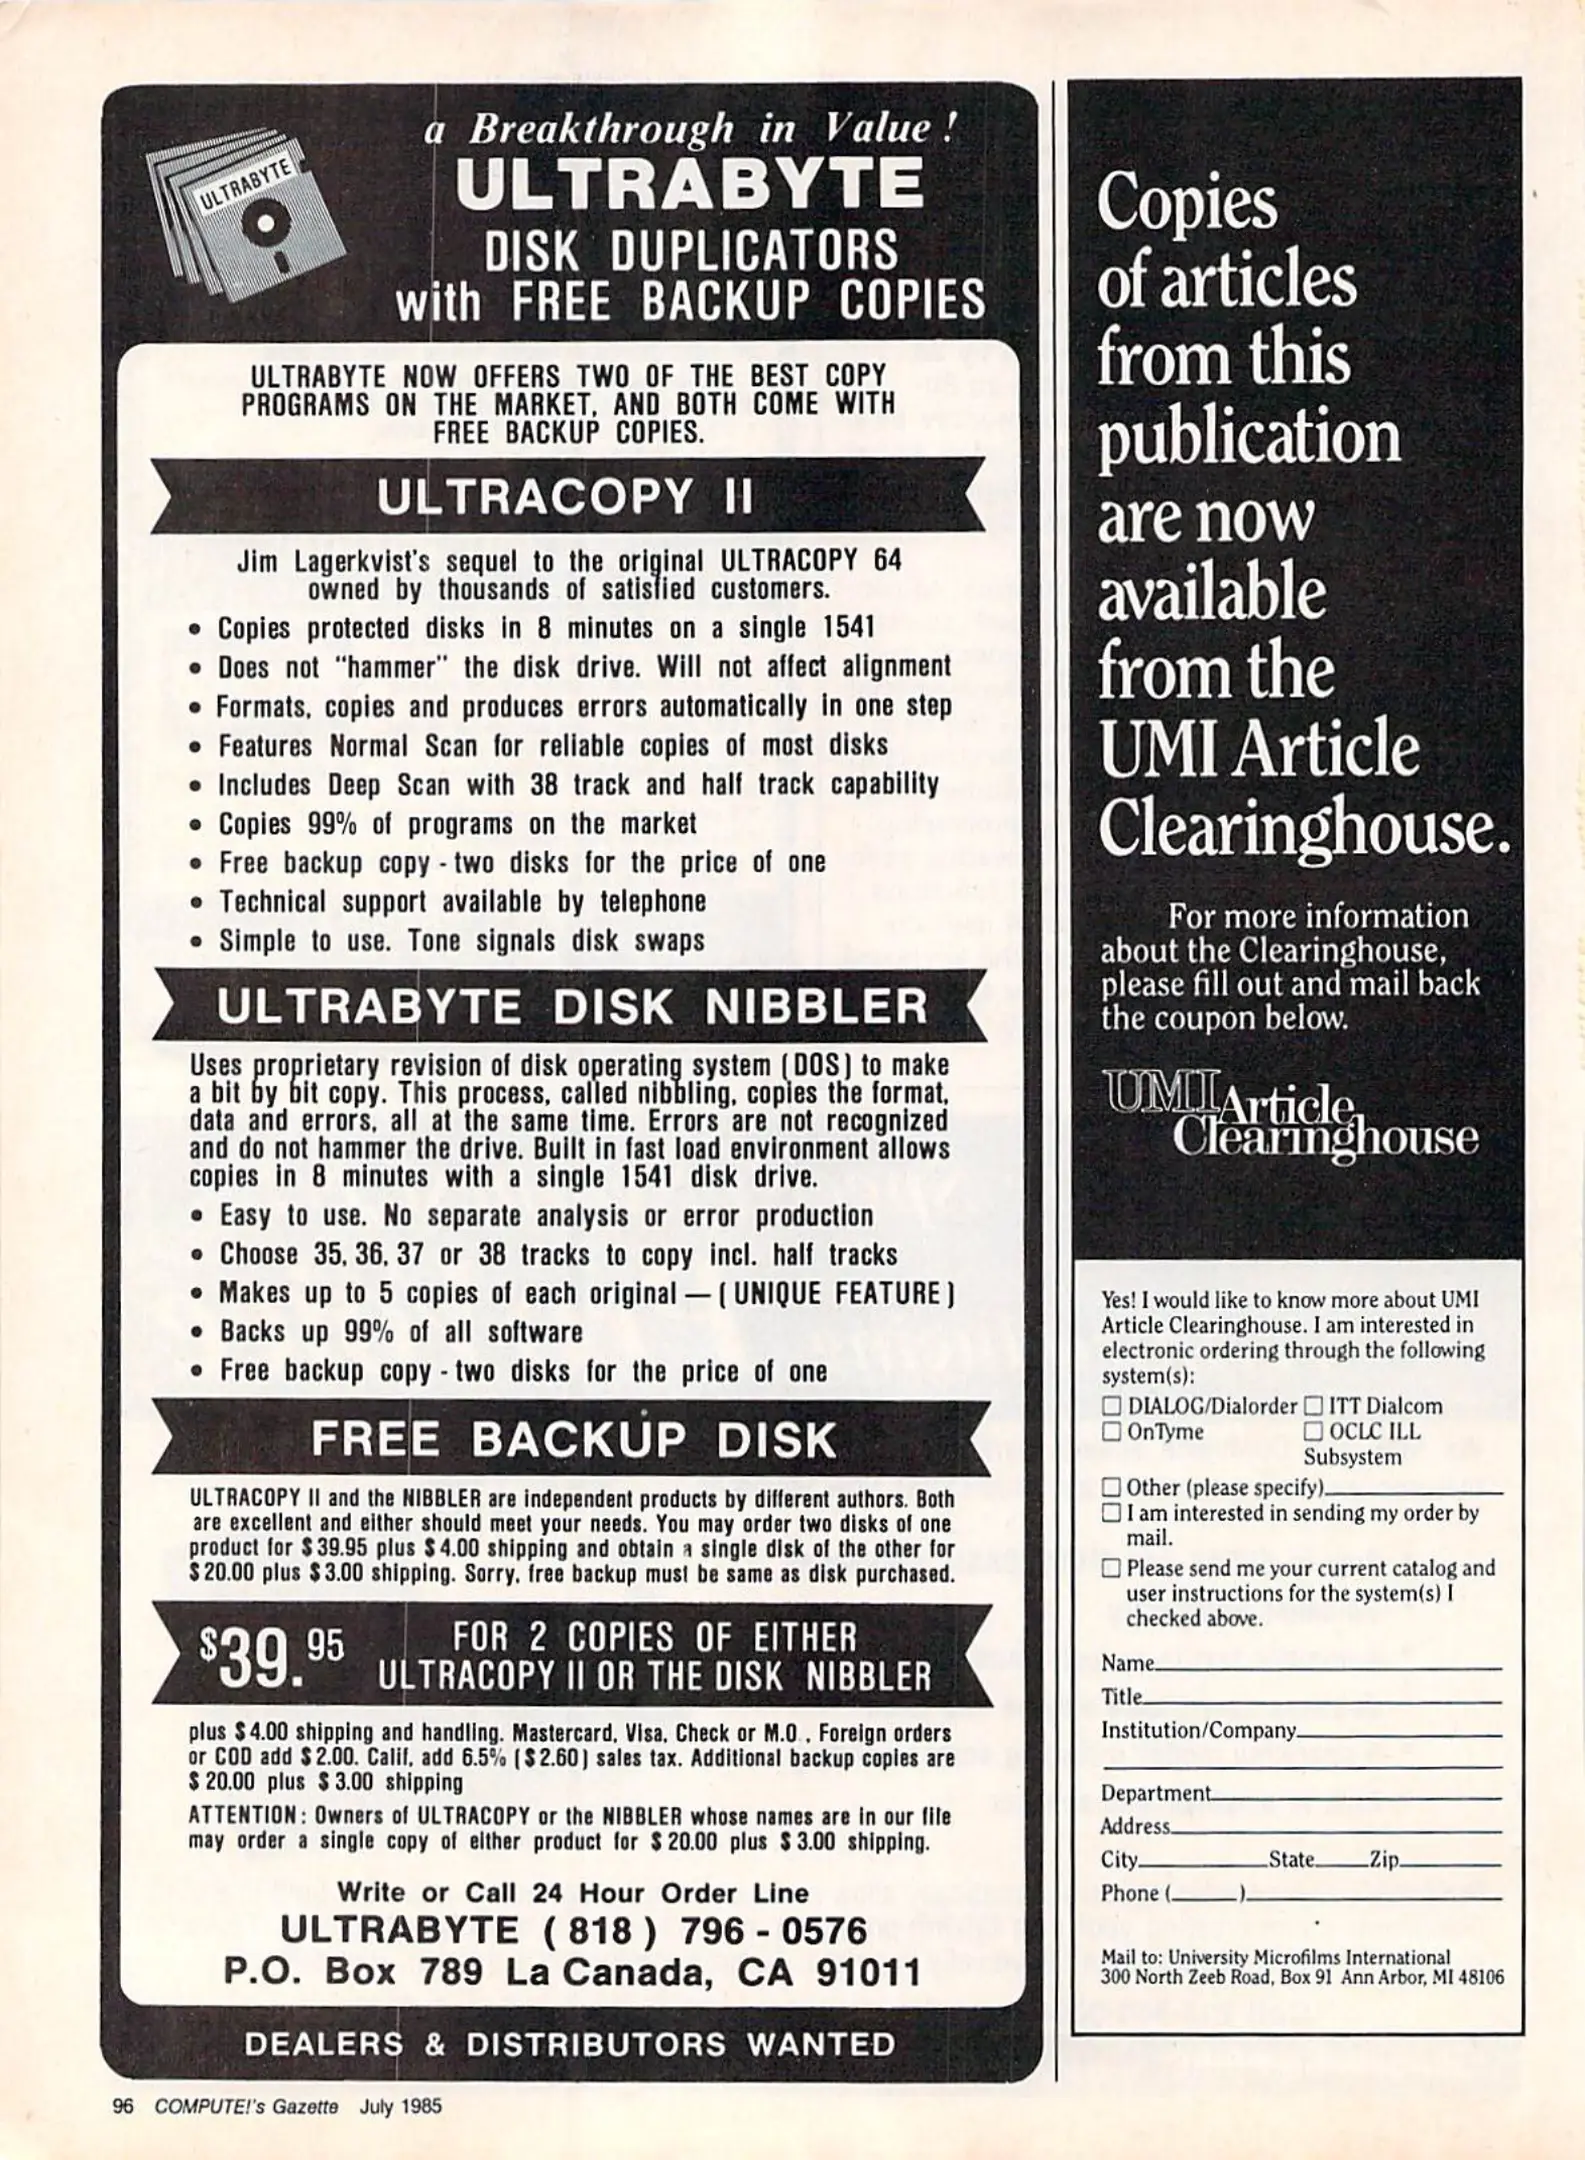 a Breakthrough in Value !
ULTRABYTE
ULTRABYTE
DISK DUPLICATORS
with FREE BACKUP COPIES
ULTRABYTE NOW OFFERS TWO OF THE BEST COPY
PROGRAMS ON THE MARKET, AND BOTH COME WITH
FREE BACKUP COPIES.
ULTRACOPY II
Jim Lagerkvist's sequel to the original ULTRACOPY 64
owned by thousands of satisfied customers.
• Copies protected disks in 8 minutes on a single 1541
• Does not "hammer" the disk drive. Will not affect alignment
• Formats, copies and produces errors automatically in one step
• Features Normal Scan for reliable copies of most disks
• Includes Deep Scan with 38 track and half track capability
• Copies 99% of programs on the market
• Free backup copy - two disks for the price of one
• Technical support available by telephone
• Simple to use. Tone signals disk swaps
ULTRABYTE DISK NIBBLER
Uses proprietary revision of disk operating system (DOS) to make
a bit by bit copy. This process, called nibbling, copies the format,
data and errors, all at the same time. Errors are not recognized
and do not hammer the drive. Built in fast load environment allows
copies in 8 minutes with a single 1541 disk drive.
• Easy to use. No separate analysis or error production
• Choose 35, 36, 37 or 38 tracks to copy incl. half tracks
• Makes up to 5 copies of each original — (UNIQUE FEATURE)
• Backs up 99% of all software
• Free backup copy - two disks for the price of one
FREE BACKUP DISK
ULTRACOPY II and the NIBBLER are independent products by different authors. Both
are excellent and either should meet your needs. You may order two disks of one
product for $39.95 plus $4.00 shipping and obtain a single disk of the other for
$20.00 plus $3.00 shipping. Sorry, free backup must be same as disk purchased.
$39.95 FOR 2 COPIES OF EITHER
ULTRACOPY II OR THE DISK NIBBLER
plus $4.00 shipping and handling. Mastercard, Visa, Check or M.O., Foreign orders
or COD add $2.00. Calif, add 6.5% ($2.60) sales tax. Additional backup copies are
$20.00 plus $3.00 shipping
ATTENTION: Owners of ULTRACOPY or the NIBBLER whose names are in our file
may order a single copy of either product for $20.00 plus $3.00 shipping.
Write or Call 24 Hour Order Line
ULTRABYTE (818) 796-0576
P.O. Box 789 La Canada, CA 91011
DEALERS & DISTRIBUTORS WANTED
Copies
of articles
from this
publication
are now
available
from the
UMI Article
Clearinghouse.
For more information
about the Clearinghouse,
please fill out and mail back
the coupon below.
UMI Article
Clearinghouse
Yes! I would like to know more about UMI
Article Clearinghouse. I am interested in
electronic ordering through the following
system(s):
☐ DIALOG/Dialorder ☐ ITT Dialcom
☐ OnTyme ☐ OCLC ILL
Subsystem
☐ Other (please specify)
☐ I am interested in sending my order by
mail.
☐ Please send me your current catalog and
user instructions for the system(s) I
checked above.
Name
Title
Institution/Company
Department
Address
City State Zip
Phone ( )
Mail to: University Microfilms International
300 North Zeeb Road, Box 91 Ann Arbor, MI 48106
96 COMPUTE!'s Gazette July 1985